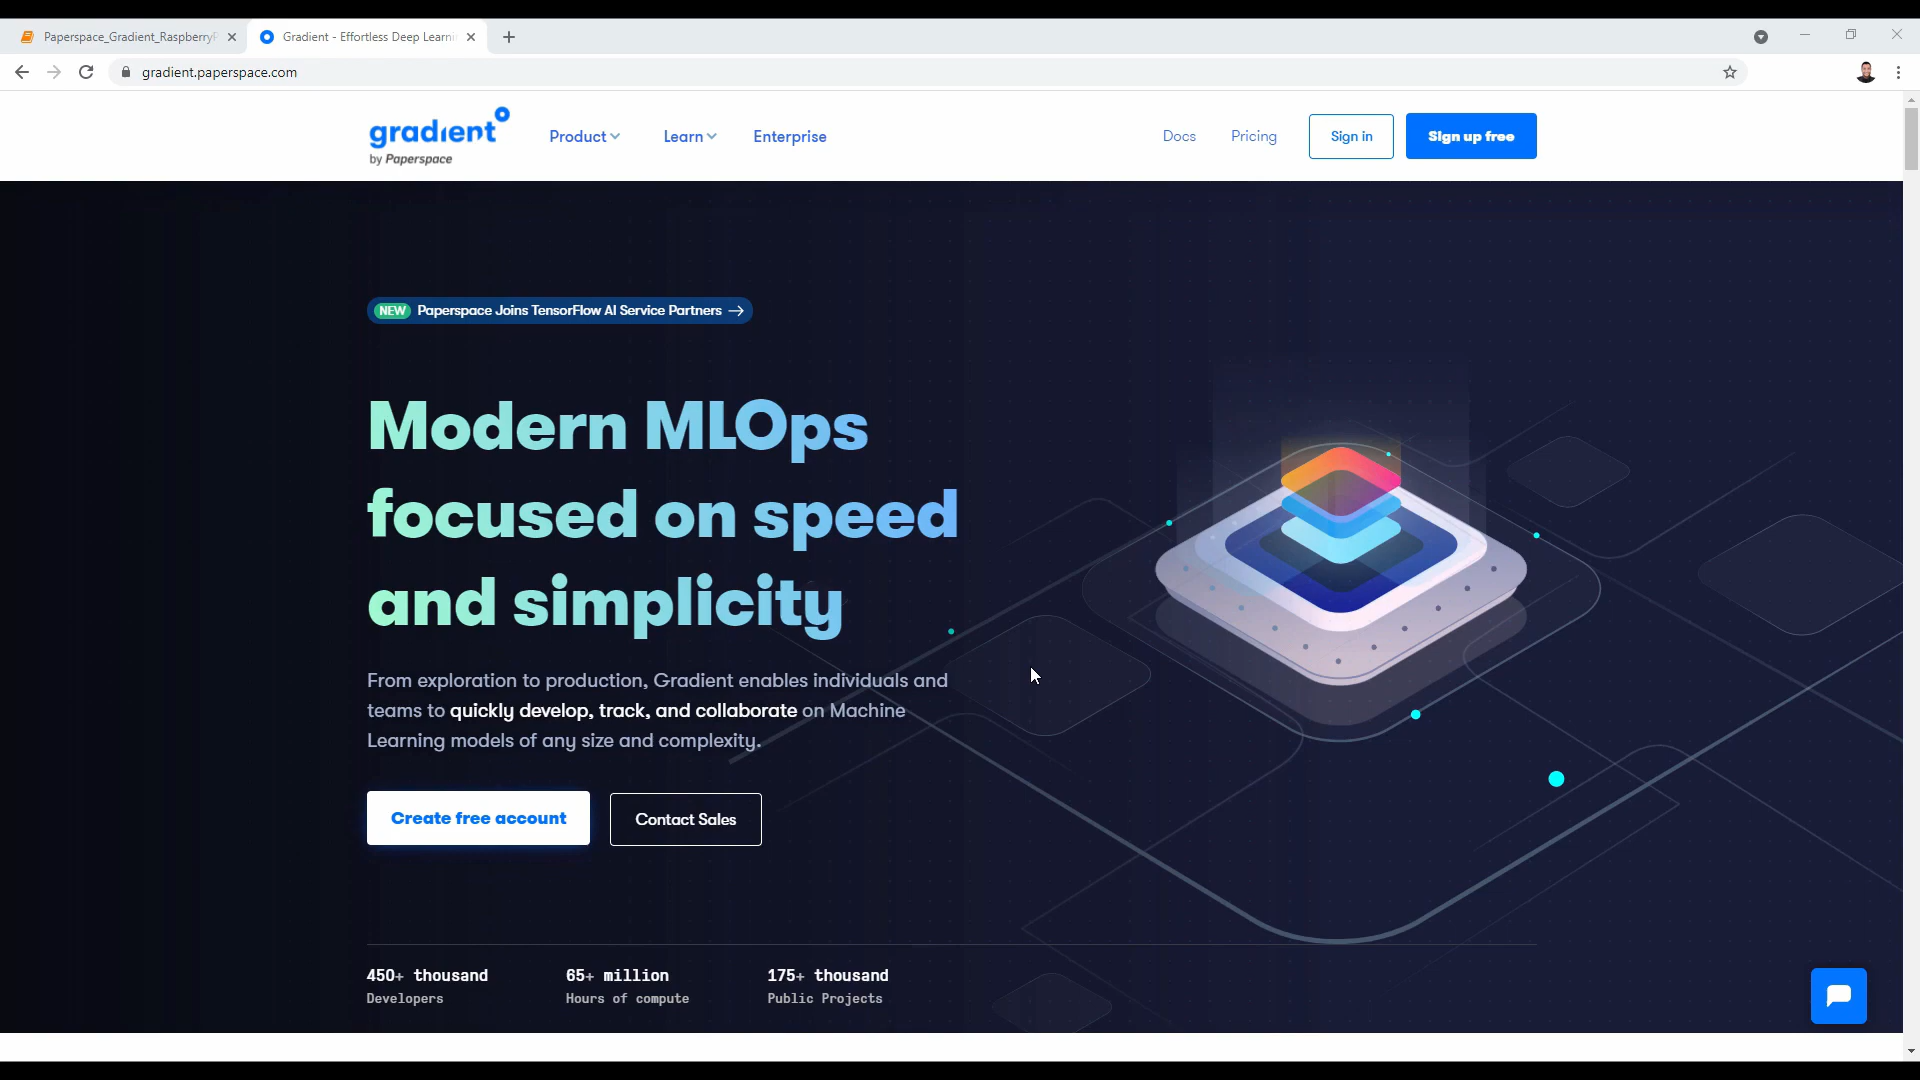 Paperspace_Gradient_RaspberryP
Gradient - Effortless Deep Learni
gradient.paperspace.com
gradient
by Paperspace
Product
Learn
Enterprise
Docs
Pricing
Sign in
Sign up free
NEW Paperspace Joins TensorFlow AI Service Partners →
Modern MLOps
focused on speed
and simplicity
From exploration to production, Gradient enables individuals and
teams to quickly develop, track, and collaborate on Machine
Learning models of any size and complexity.
Create free account
Contact Sales
450+ thousand
Developers
65+ million
Hours of compute
175+ thousand
Public Projects